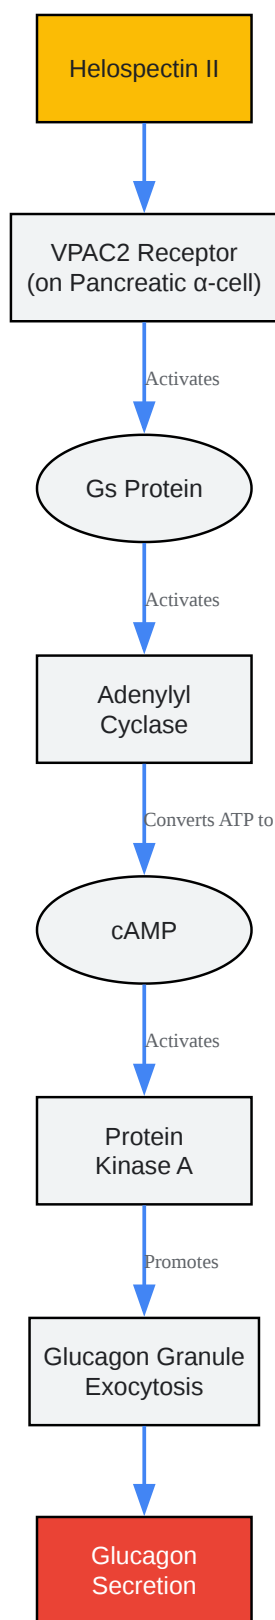 Helospectin II
VPAC2 Receptor
(on Pancreatic α-cell)
Activates
Gs Protein
Activates
Adenylyl
Cyclase
Converts ATP to
cAMP
Activates
Protein
Kinase A
Promotes
Glucagon Granule
Exocytosis
Glucagon
Secretion